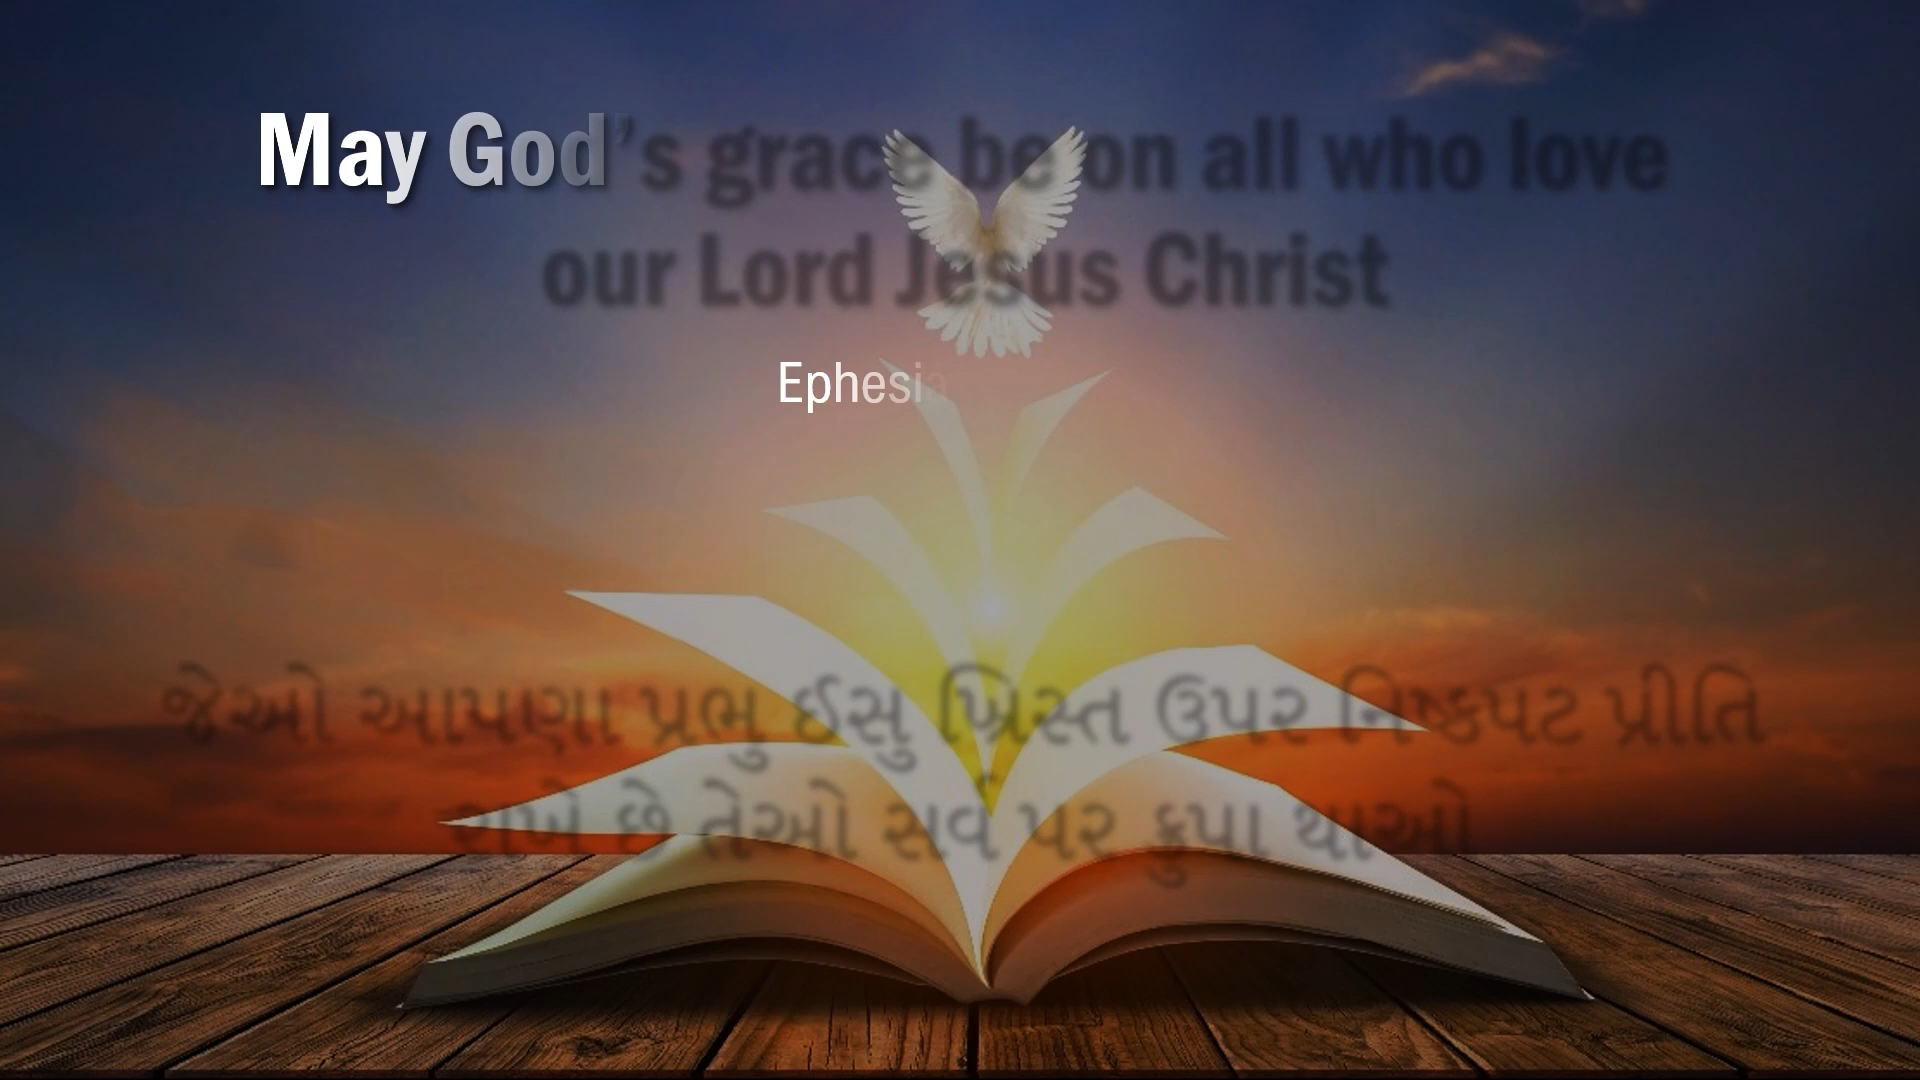 May God's grace be on all who love
our Lord Jesus Christ
Ephesia
જેઓ આપણા પ્રભુ ઈસુ ખ્રિસ્ત ઉપર નિષ્કપટ પ્રીતિ
રાખે છે તેઓ સર્વ પર કૃપા થાઓ